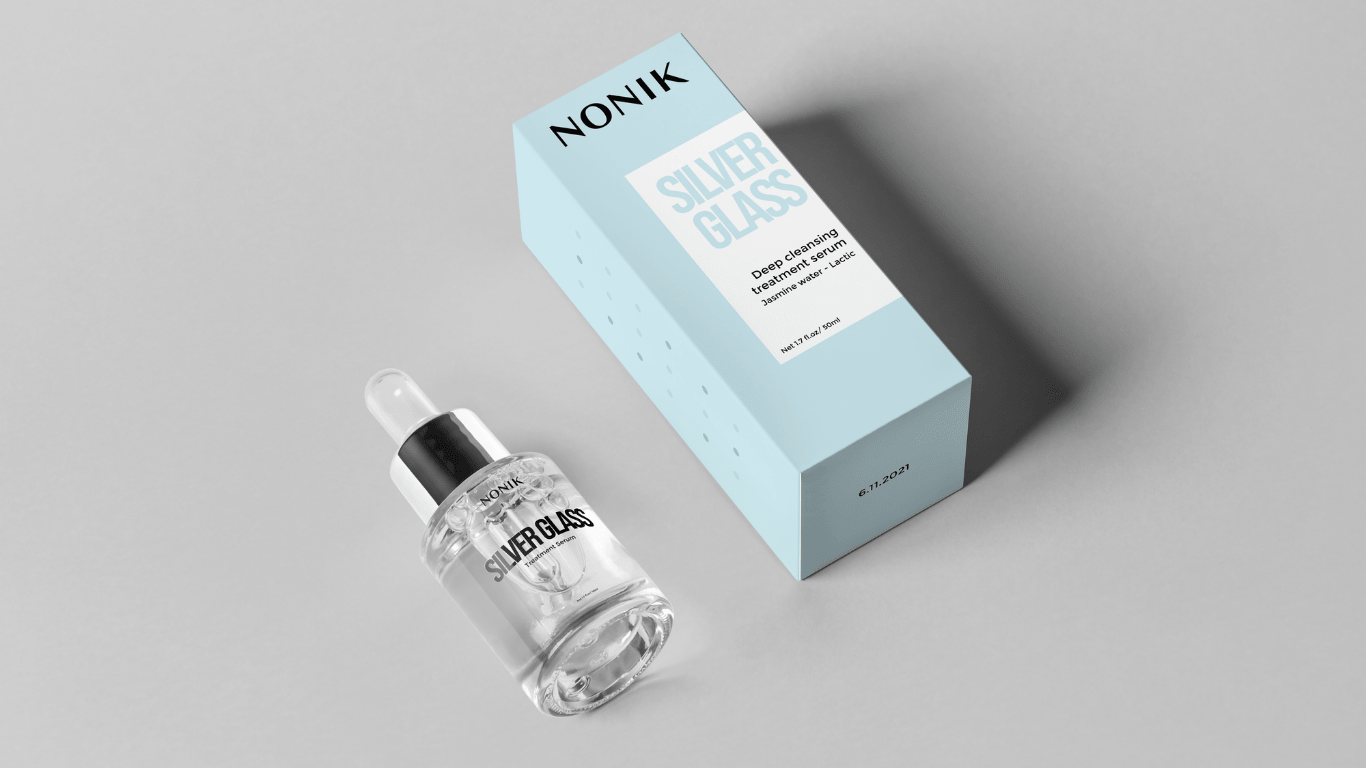 NONIK
SILVER
GLASS
Deep cleansing
treatment serum
Jasmine water - Lactic
Net 1.7 fl.oz/ 50ml
6.11.2021
NONIK
SILVER GLASS
Treatment Serum